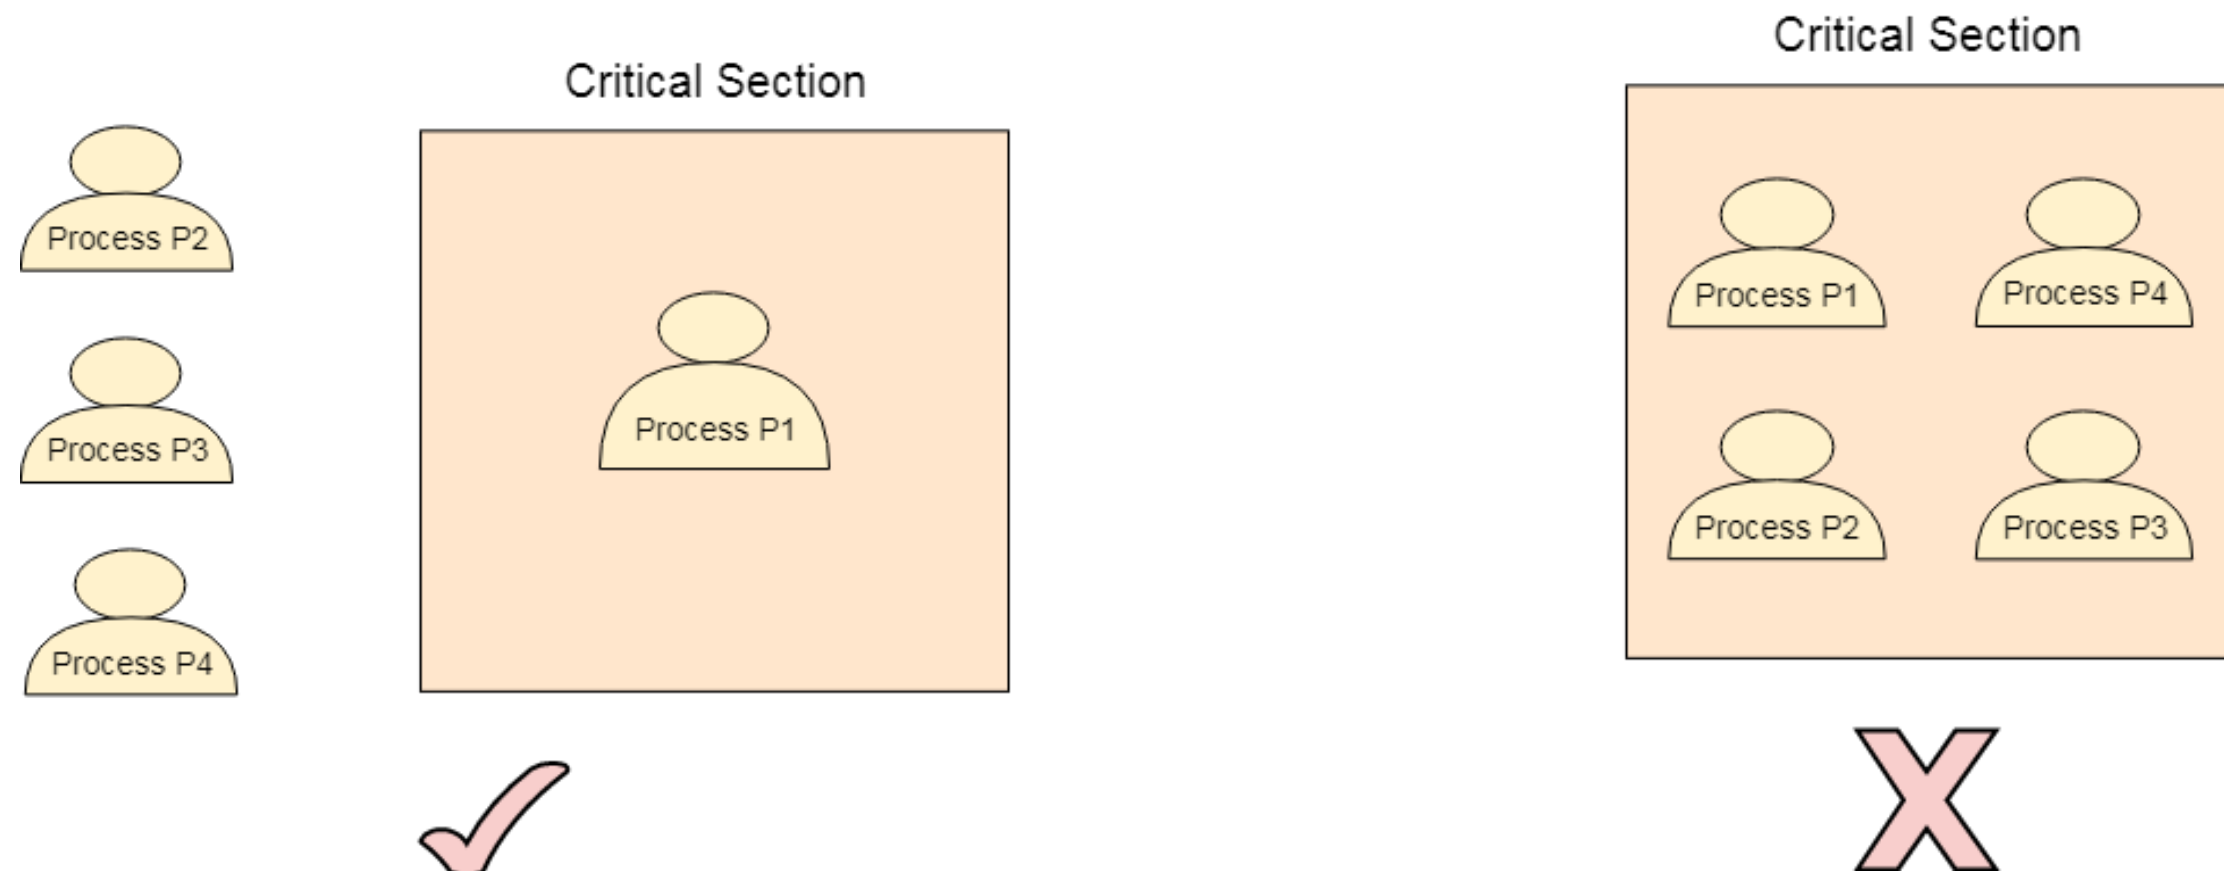 Critical Section
Process P2
Process P3
Process P4
Process P1
Critical Section
Process P1
Process P4
Process P2
Process P3